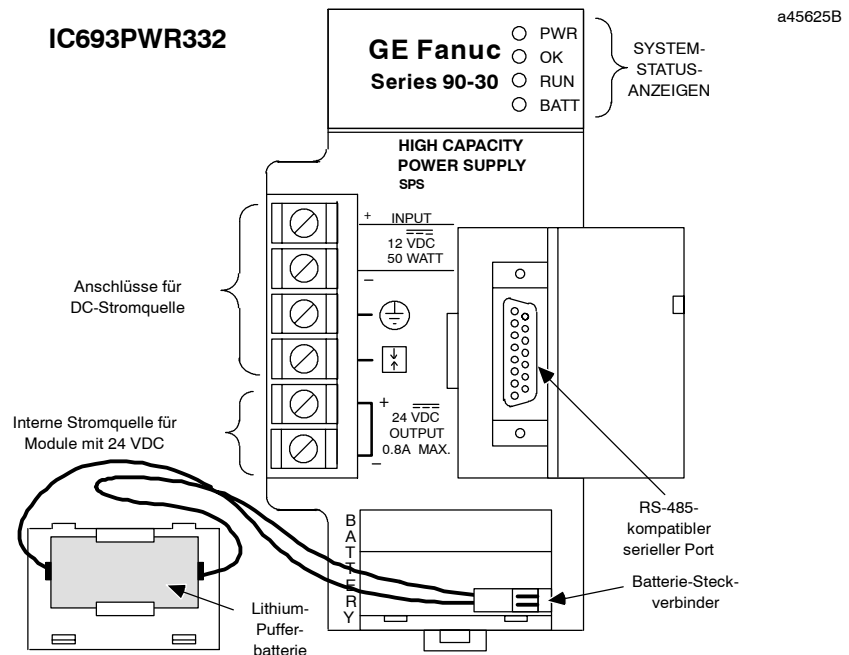 a45625B
IC693PWR332
GE Fanuc
Series 90-30
PWR
OK
RUN
BATT
SYSTEM-
STATUS-
ANZEIGEN
HIGH CAPACITY
POWER SUPPLY
SPS
+ INPUT
12 VDC
50 WATT
–
Anschlüsse für
DC-Stromquelle
+
24 VDC
OUTPUT
0.8A MAX.
–
Interne Stromquelle für
Module mit 24 VDC
RS-485-
kompatibler
serieller Port
BATTERY
Batterie-Steck-
verbinder
Lithium-
Puffer-
batterie